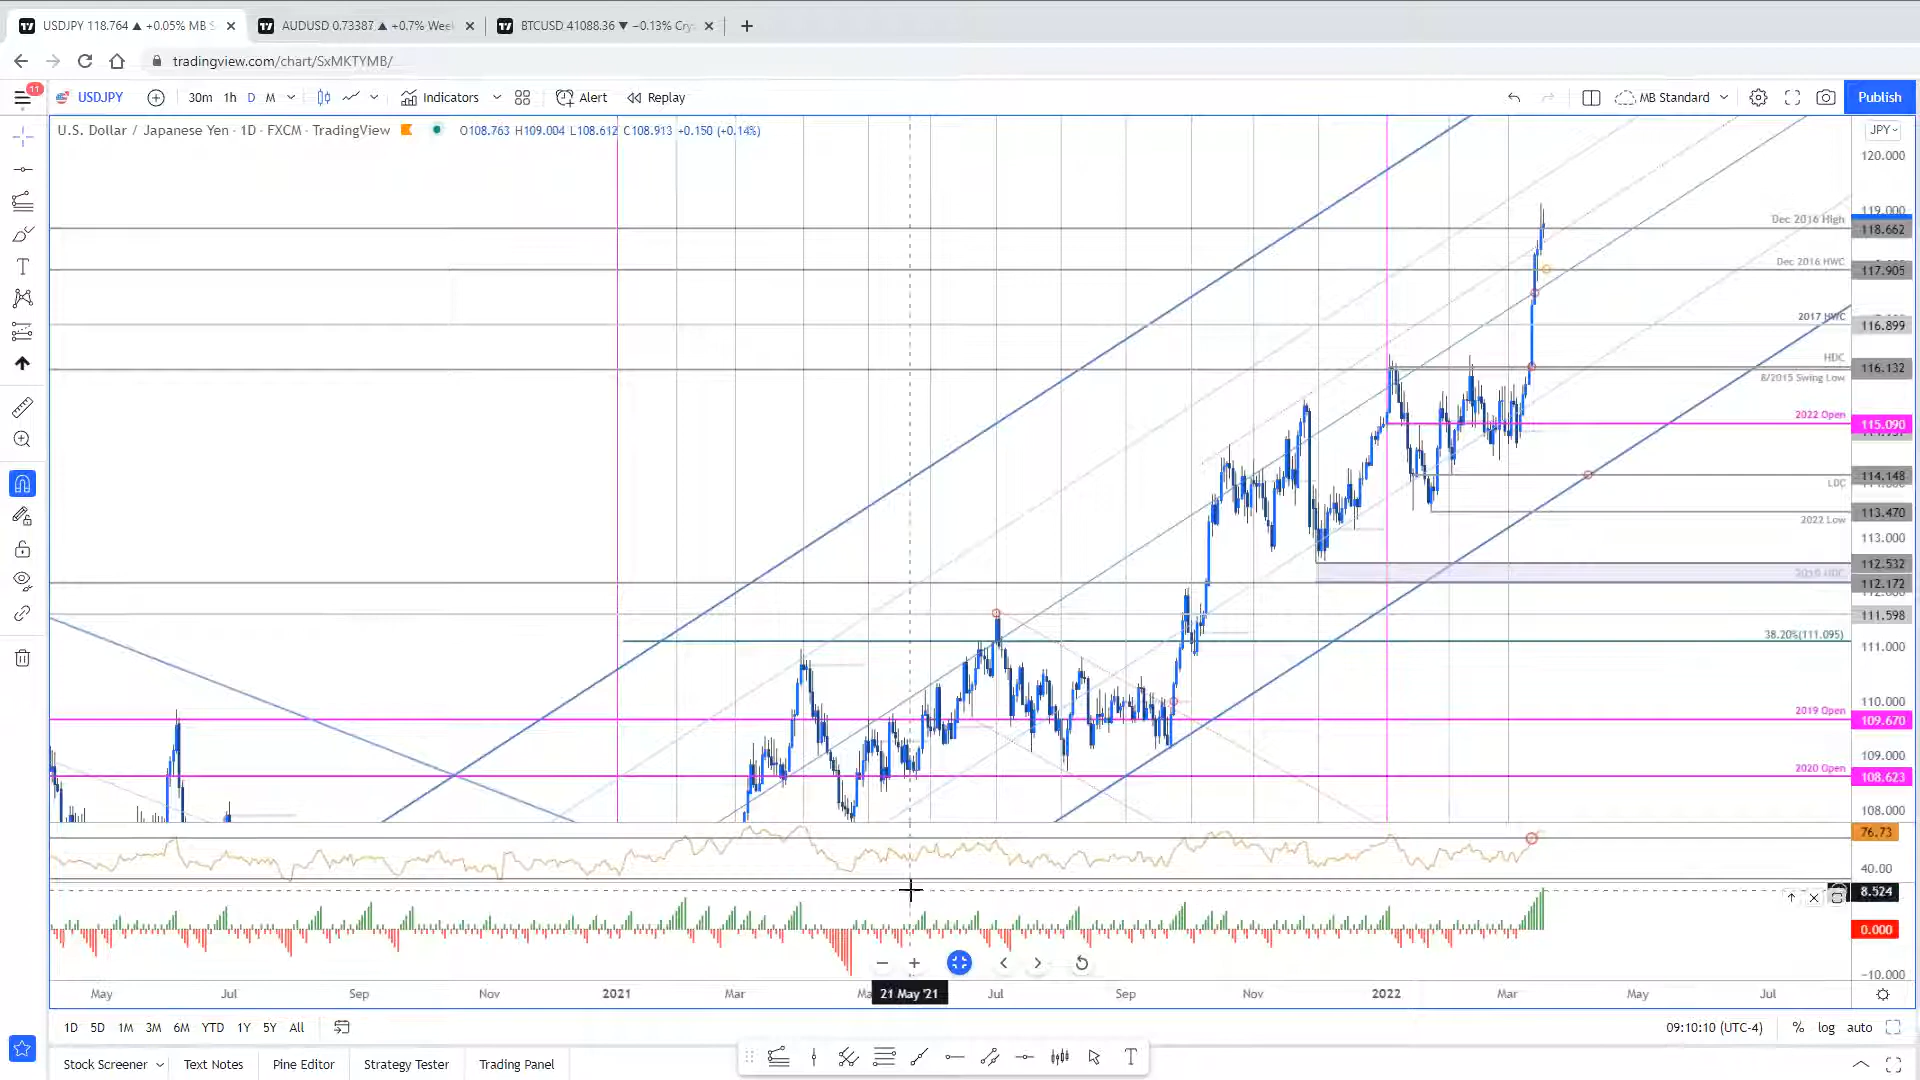 USDJPY 118.764 ▲ +0.05% MB S
AUDUSD 0.73387 ▲ +0.7% Wee
BTCUSD 41088.36 ▼ −0.13% Cry
tradingview.com/chart/SxMKTYMB/
11
USDJPY
30m 1h D M
Indicators
Alert
Replay
MB Standard
Publish
U.S. Dollar / Japanese Yen · 1D · FXCM · TradingView
O108.763 H109.004 L108.612 C108.913 +0.150 (+0.14%)
JPY
120.000
119.000
Dec 2016 High
118.662
Dec 2016 HWC
117.905
2017 HWC
116.899
HDC
116.132
8/2015 Swing Low
2022 Open
115.090
114.148
LDC
113.470
2022 Low
113.000
112.532
2019 HDC
112.172
111.598
38.20%(111.095)
111.000
110.000
2019 Open
109.670
109.000
2020 Open
108.623
108.000
76.73
40.00
8.524
0.000
−10.000
May Jul Sep Nov 2021 Mar 21 May '21 Jul Sep Nov 2022 Mar May Jul
1D 5D 1M 3M 6M YTD 1Y 5Y All
09:10:10 (UTC-4) % log auto
Stock Screener Text Notes Pine Editor Strategy Tester Trading Panel